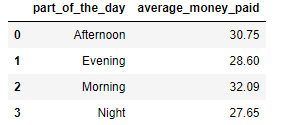 part_of_the_day average_money_paid
0 Afternoon 30.75
1 Evening 28.60
2 Morning 32.09
3 Night 27.65